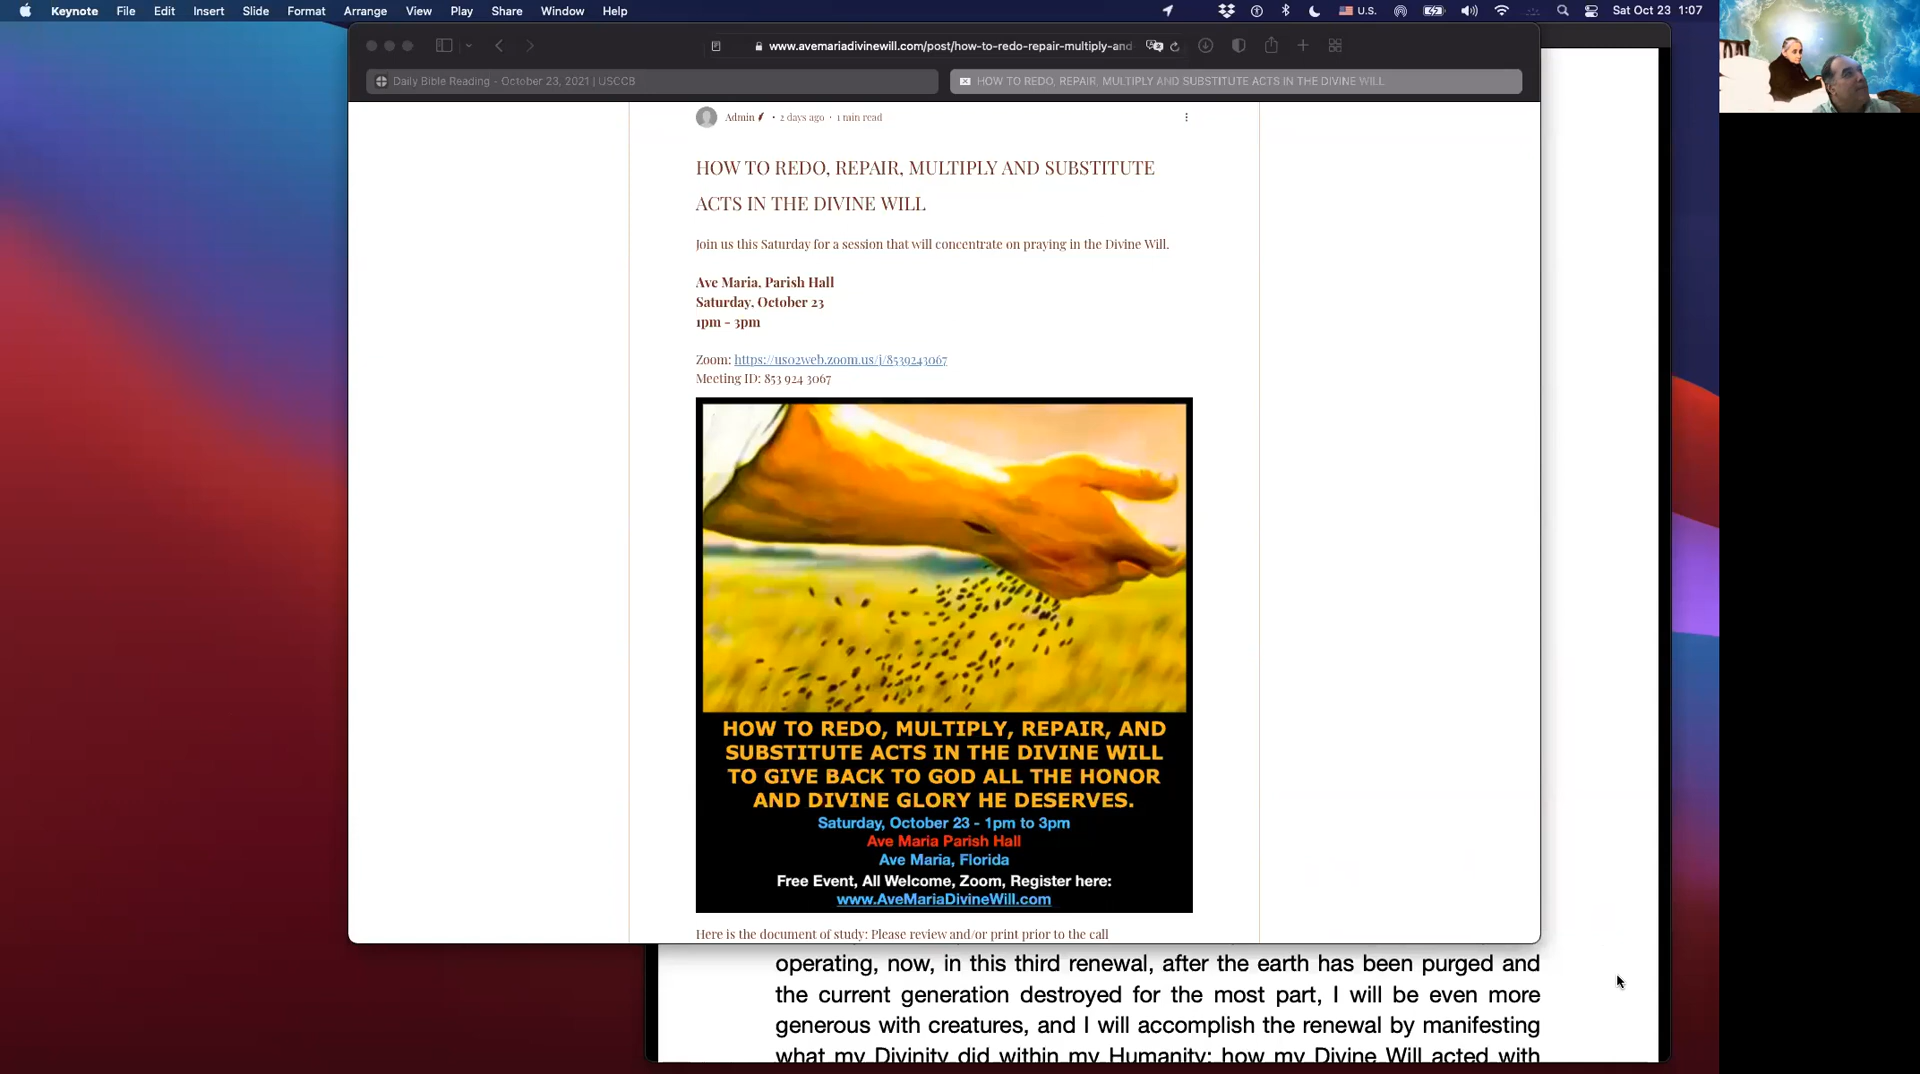 Keynote File Edit Insert Slide Format Arrange View Play Share Window Help
U.S. Sat Oct 23 1:07
www.avemariadivinewill.com/post/how-to-redo-repair-multiply-and
Daily Bible Reading - October 23, 2021 | USCCB
HOW TO REDO, REPAIR, MULTIPLY AND SUBSTITUTE ACTS IN THE DIVINE WILL
Admin • 2 days ago · 1 min read
HOW TO REDO, REPAIR, MULTIPLY AND SUBSTITUTE
ACTS IN THE DIVINE WILL
Join us this Saturday for a session that will concentrate on praying in the Divine Will.
Ave Maria, Parish Hall
Saturday, October 23
1pm - 3pm
Zoom: https://us02web.zoom.us/j/8539243067
Meeting ID: 853 924 3067
HOW TO REDO, MULTIPLY, REPAIR, AND
SUBSTITUTE ACTS IN THE DIVINE WILL
TO GIVE BACK TO GOD ALL THE HONOR
AND DIVINE GLORY HE DESERVES.
Saturday, October 23 - 1pm to 3pm
Ave Maria Parish Hall
Ave Maria, Florida
Free Event, All Welcome, Zoom, Register here:
www.AveMariaDivineWill.com
Here is the document of study: Please review and/or print prior to the call
operating, now, in this third renewal, after the earth has been purged and
the current generation destroyed for the most part, I will be even more
generous with creatures, and I will accomplish the renewal by manifesting
what my Divinity did within my Humanity; how my Divine Will acted with